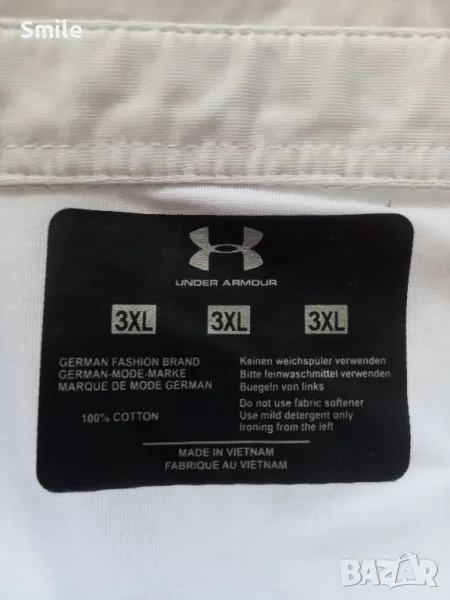 Smile
UNDER ARMOUR
3XL 3XL 3XL
GERMAN FASHION BRAND
GERMAN-MODE-MARKE
MARQUE DE MODE GERMAN
100% COTTON
Keinen weichspüler verwenden
Bitte feinwaschmittel verwenden
Buegeln von links
Do not use fabric softener
Use mild detergent only
Ironing from the left
MADE IN VIETNAM
FABRIQUE AU VIETNAM
BAZAR